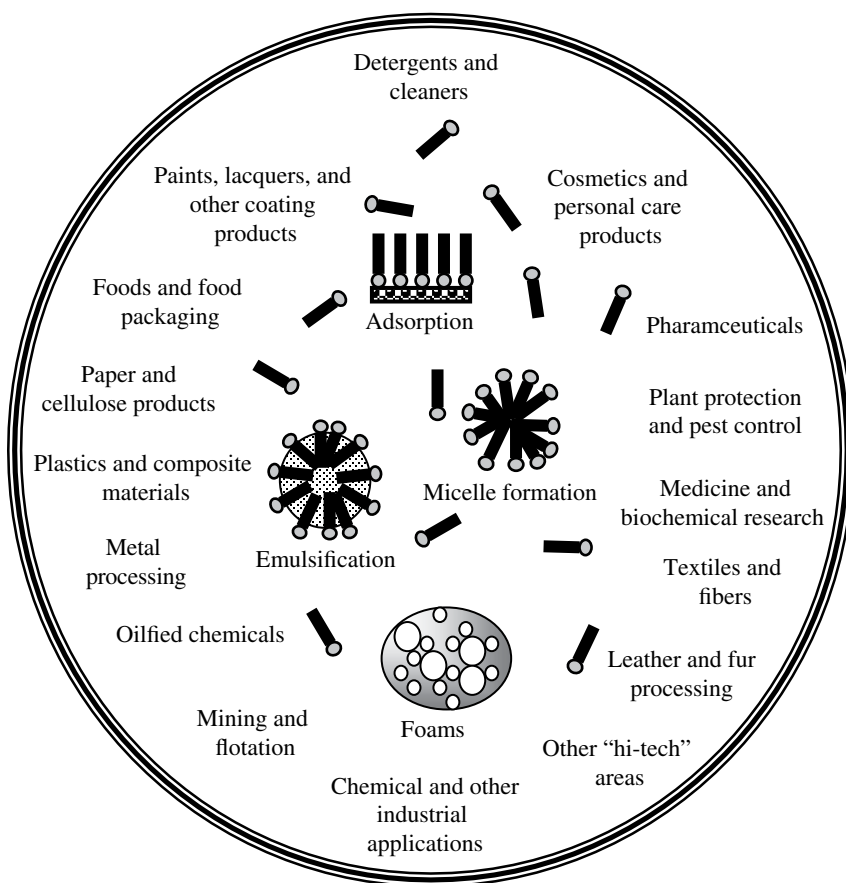 Detergents and
cleaners
Paints, lacquers, and
other coating
products
Cosmetics and
personal care
products
Foods and food
packaging
Adsorption
Pharamceuticals
Paper and
cellulose products
Plant protection
and pest control
Plastics and composite
materials
Micelle formation
Medicine and
biochemical research
Metal
processing
Emulsification
Textiles and
fibers
Oilfied chemicals
Leather and fur
processing
Mining and
flotation
Foams
Other “hi-tech”
areas
Chemical and other
industrial
applications